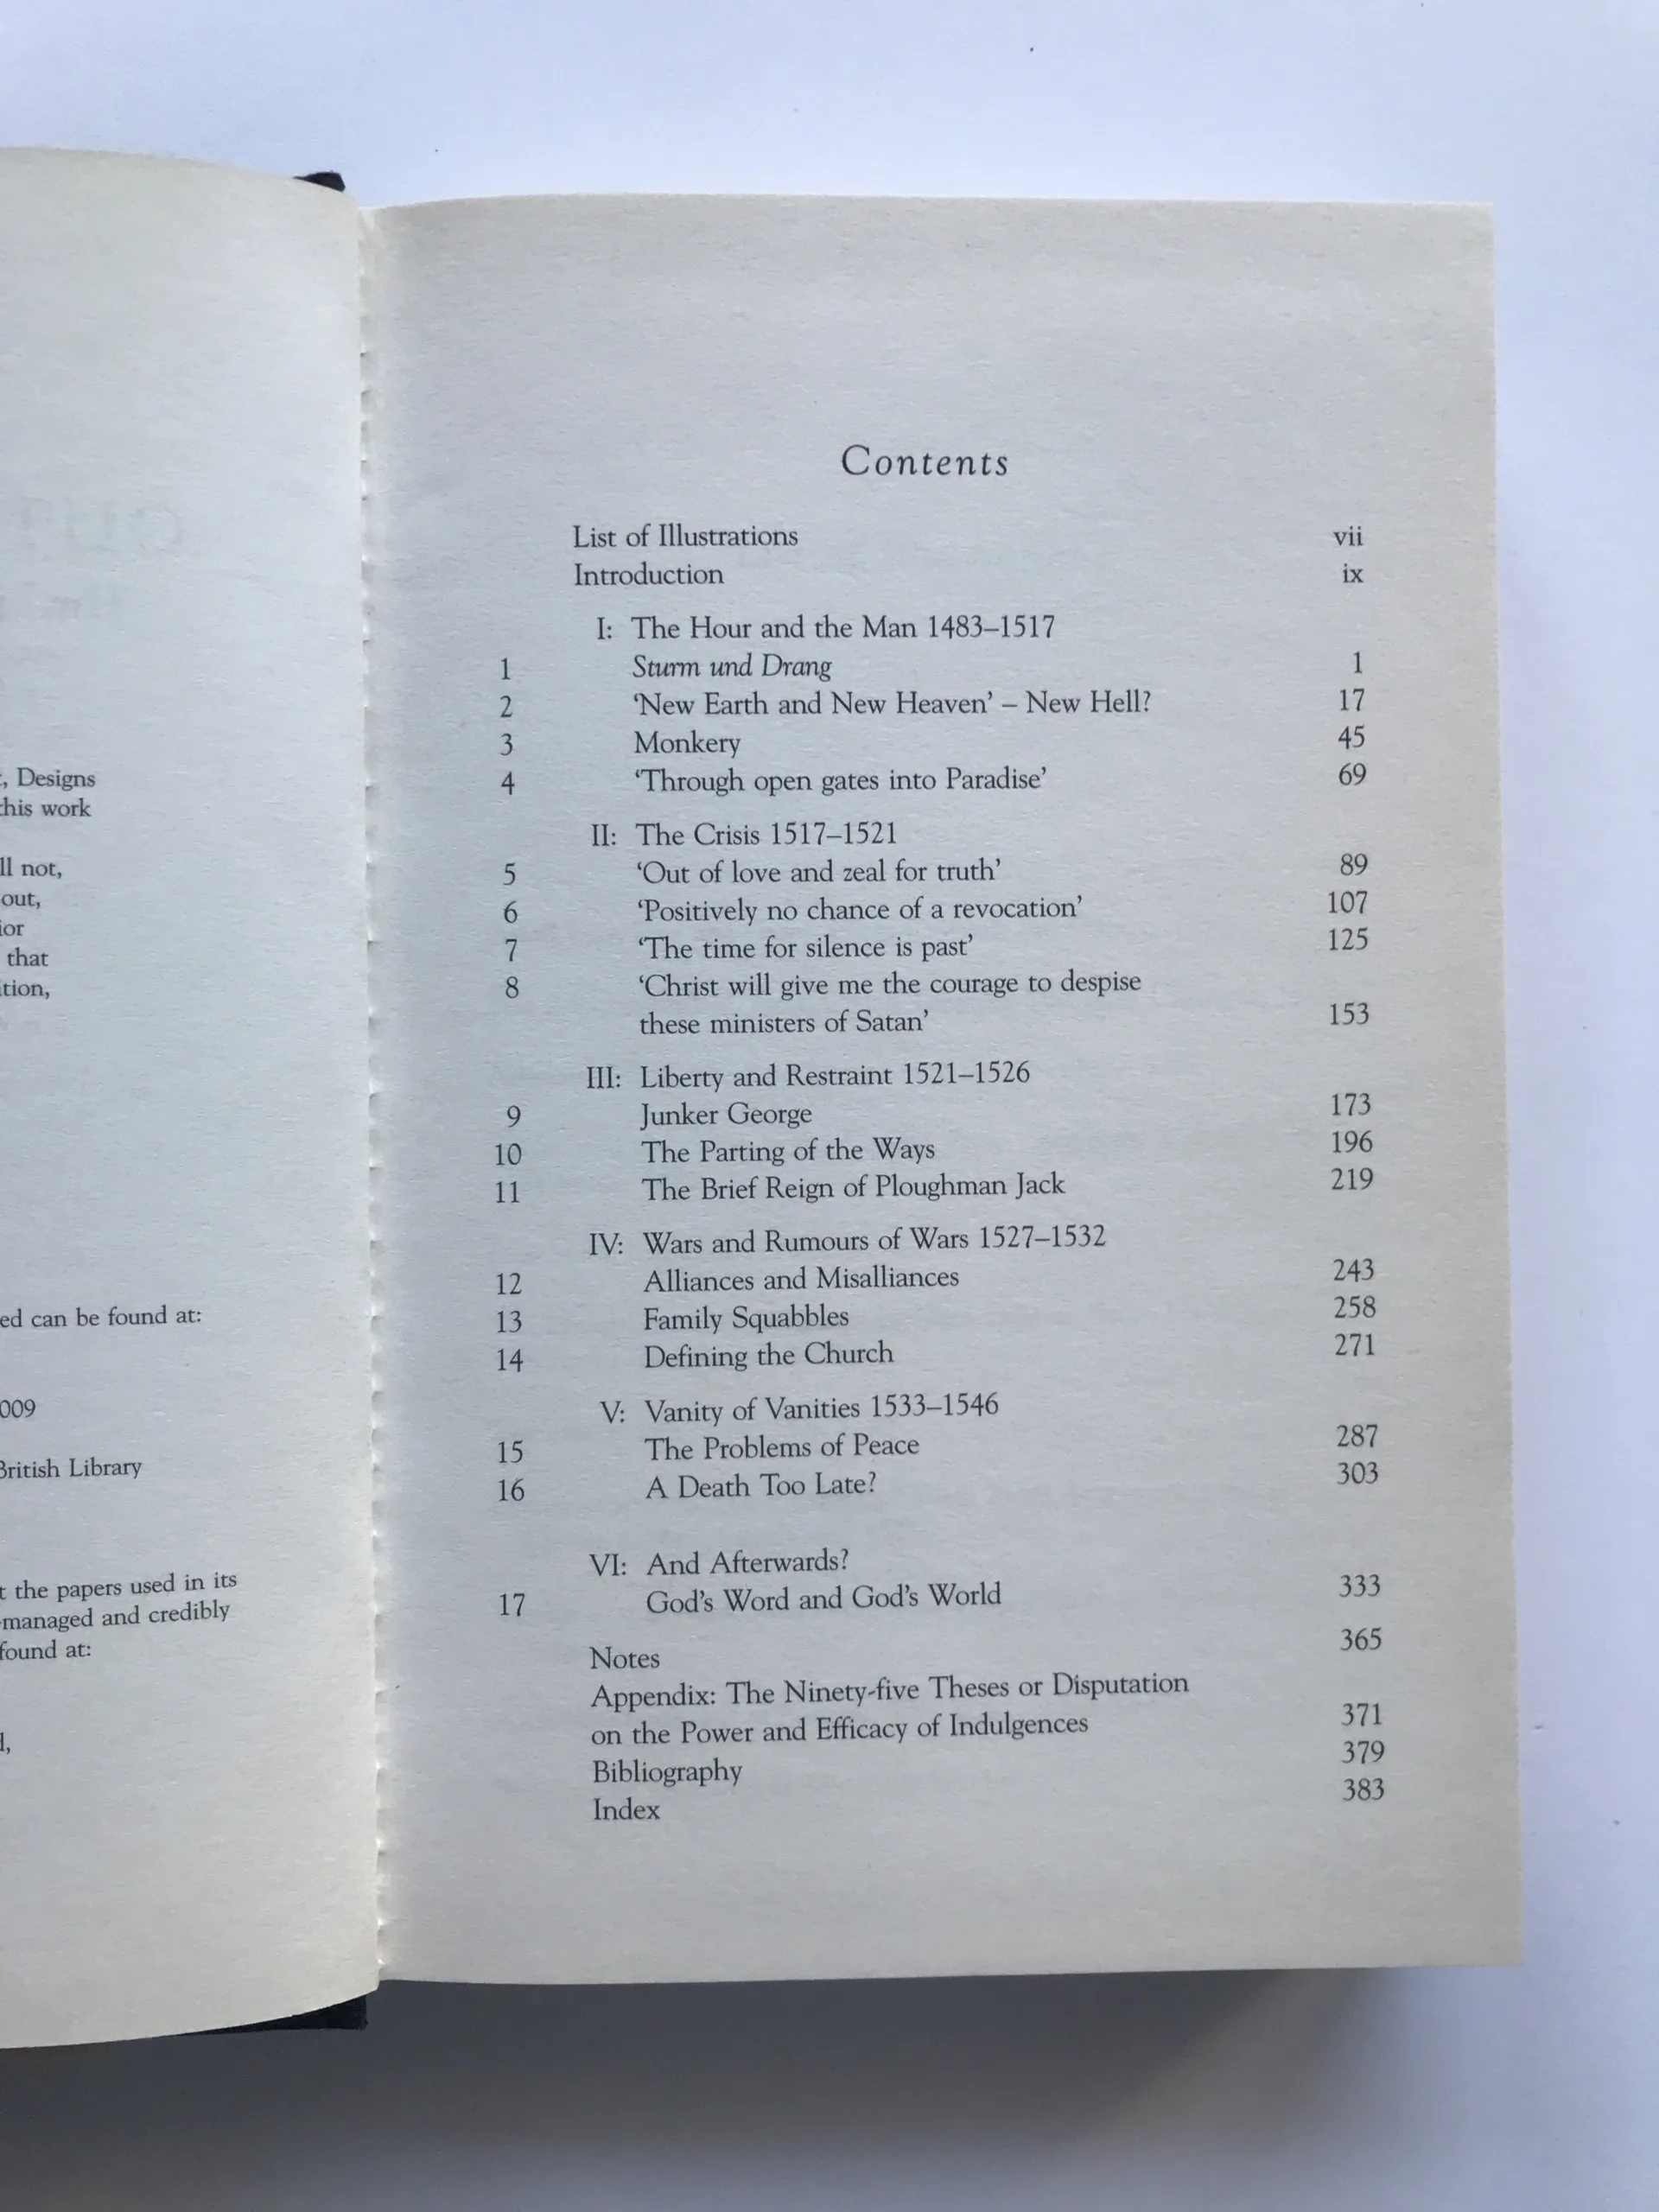 , Designs
this work
ll not,
out,
ior
that
tion,
ed can be found at:
009
British Library
t the papers used in its
managed and credibly
found at:
Contents
List of Illustrations vii
Introduction ix
I: The Hour and the Man 1483–1517
1 Sturm und Drang 1
2 ‘New Earth and New Heaven’ – New Hell? 17
3 Monkery 45
4 ‘Through open gates into Paradise’ 69
II: The Crisis 1517–1521
5 ‘Out of love and zeal for truth’ 89
6 ‘Positively no chance of a revocation’ 107
7 ‘The time for silence is past’ 125
8 ‘Christ will give me the courage to despise
these ministers of Satan’ 153
III: Liberty and Restraint 1521–1526
9 Junker George 173
10 The Parting of the Ways 196
11 The Brief Reign of Ploughman Jack 219
IV: Wars and Rumours of Wars 1527–1532
12 Alliances and Misalliances 243
13 Family Squabbles 258
14 Defining the Church 271
V: Vanity of Vanities 1533–1546
15 The Problems of Peace 287
16 A Death Too Late? 303
VI: And Afterwards?
17 God’s Word and God’s World 333
Notes 365
Appendix: The Ninety-five Theses or Disputation
on the Power and Efficacy of Indulgences 371
Bibliography 379
Index 383